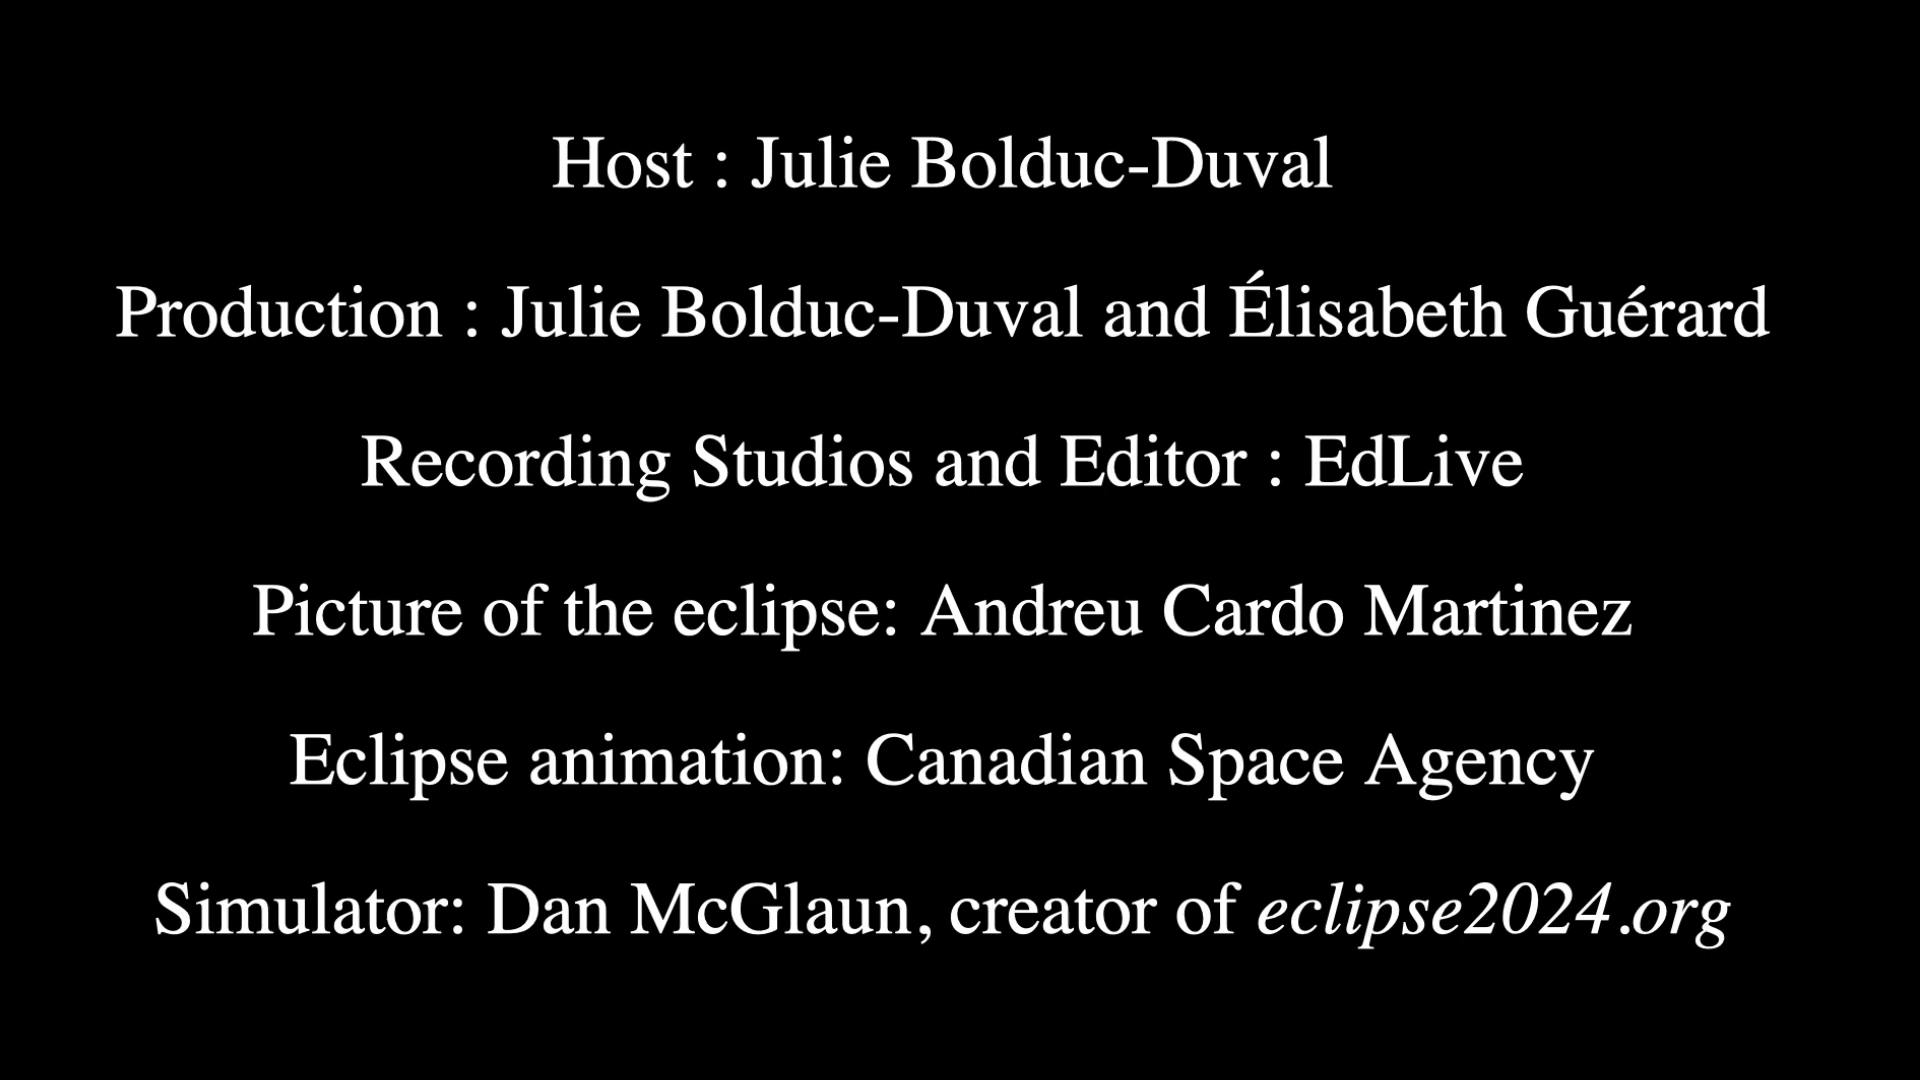 Host : Julie Bolduc-Duval
Production : Julie Bolduc-Duval and Élisabeth Guérard
Recording Studios and Editor : EdLive
Picture of the eclipse: Andreu Cardo Martinez
Eclipse animation: Canadian Space Agency
Simulator: Dan McGlaun, creator of eclipse2024.org